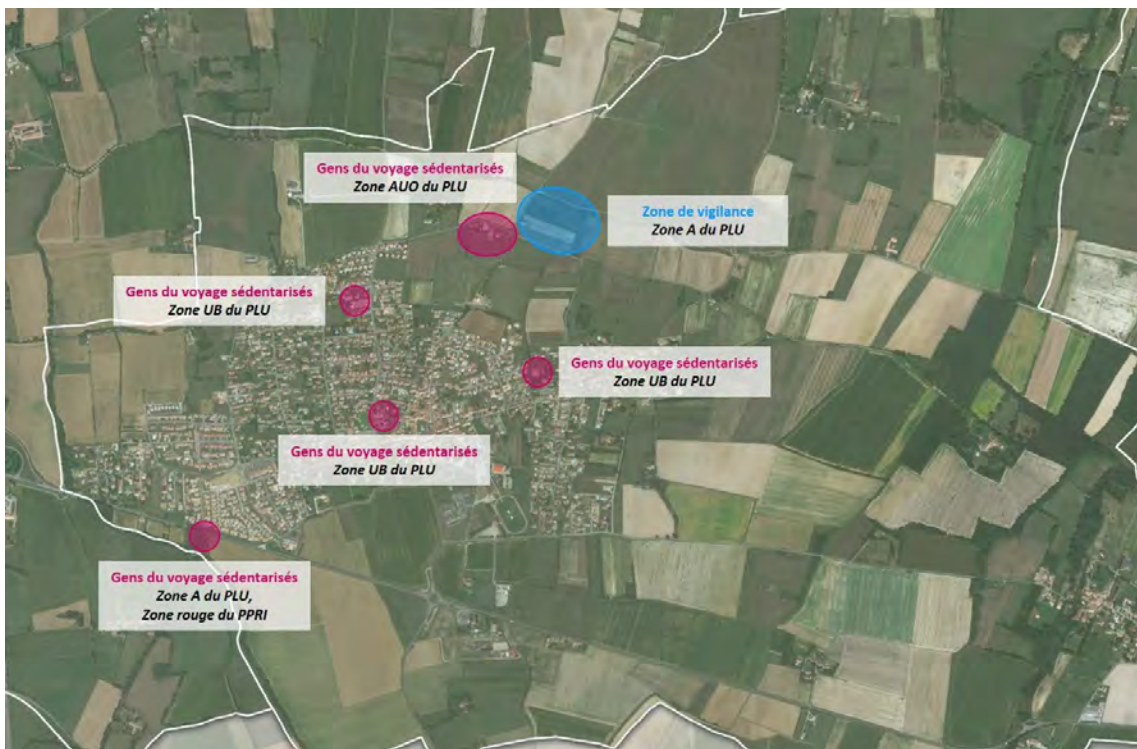 Gens du voyage sédentarisés
Zone AUO du PLU
Zone de vigilance
Zone A du PLU
Gens du voyage sédentarisés
Zone UB du PLU
Gens du voyage sédentarisés
Zone UB du PLU
Gens du voyage sédentarisés
Zone UB du PLU
Gens du voyage sédentarisés
Zone A du PLU,
Zone rouge du PPRI